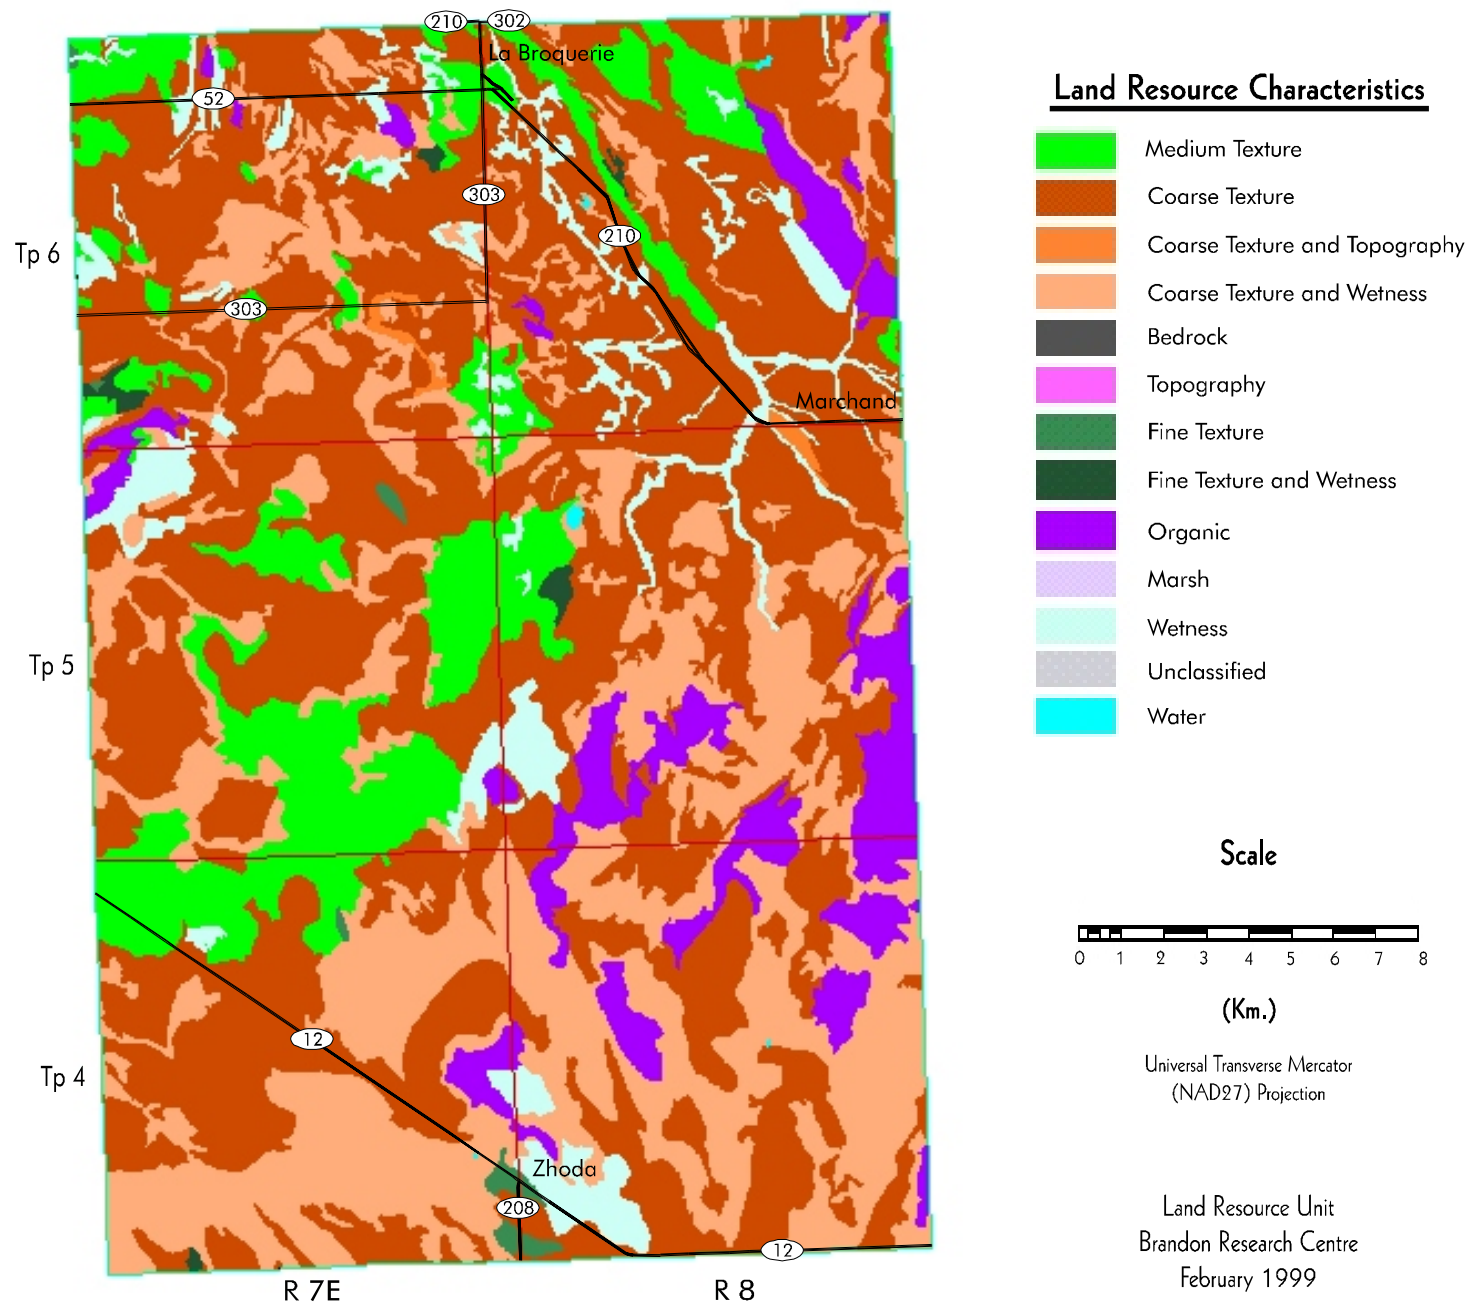 210
302
La Broquerie
52
303
210
Tp 6
303
Marchand
Tp 5
12
Tp 4
Zhoda
208
12
R 7E
R 8
Land Resource Characteristics
Medium Texture
Coarse Texture
Coarse Texture and Topography
Coarse Texture and Wetness
Bedrock
Topography
Fine Texture
Fine Texture and Wetness
Organic
Marsh
Wetness
Unclassified
Water
Scale
0 1 2 3 4 5 6 7 8
(Km.)
Universal Transverse Mercator
(NAD27) Projection
Land Resource Unit
Brandon Research Centre
February 1999